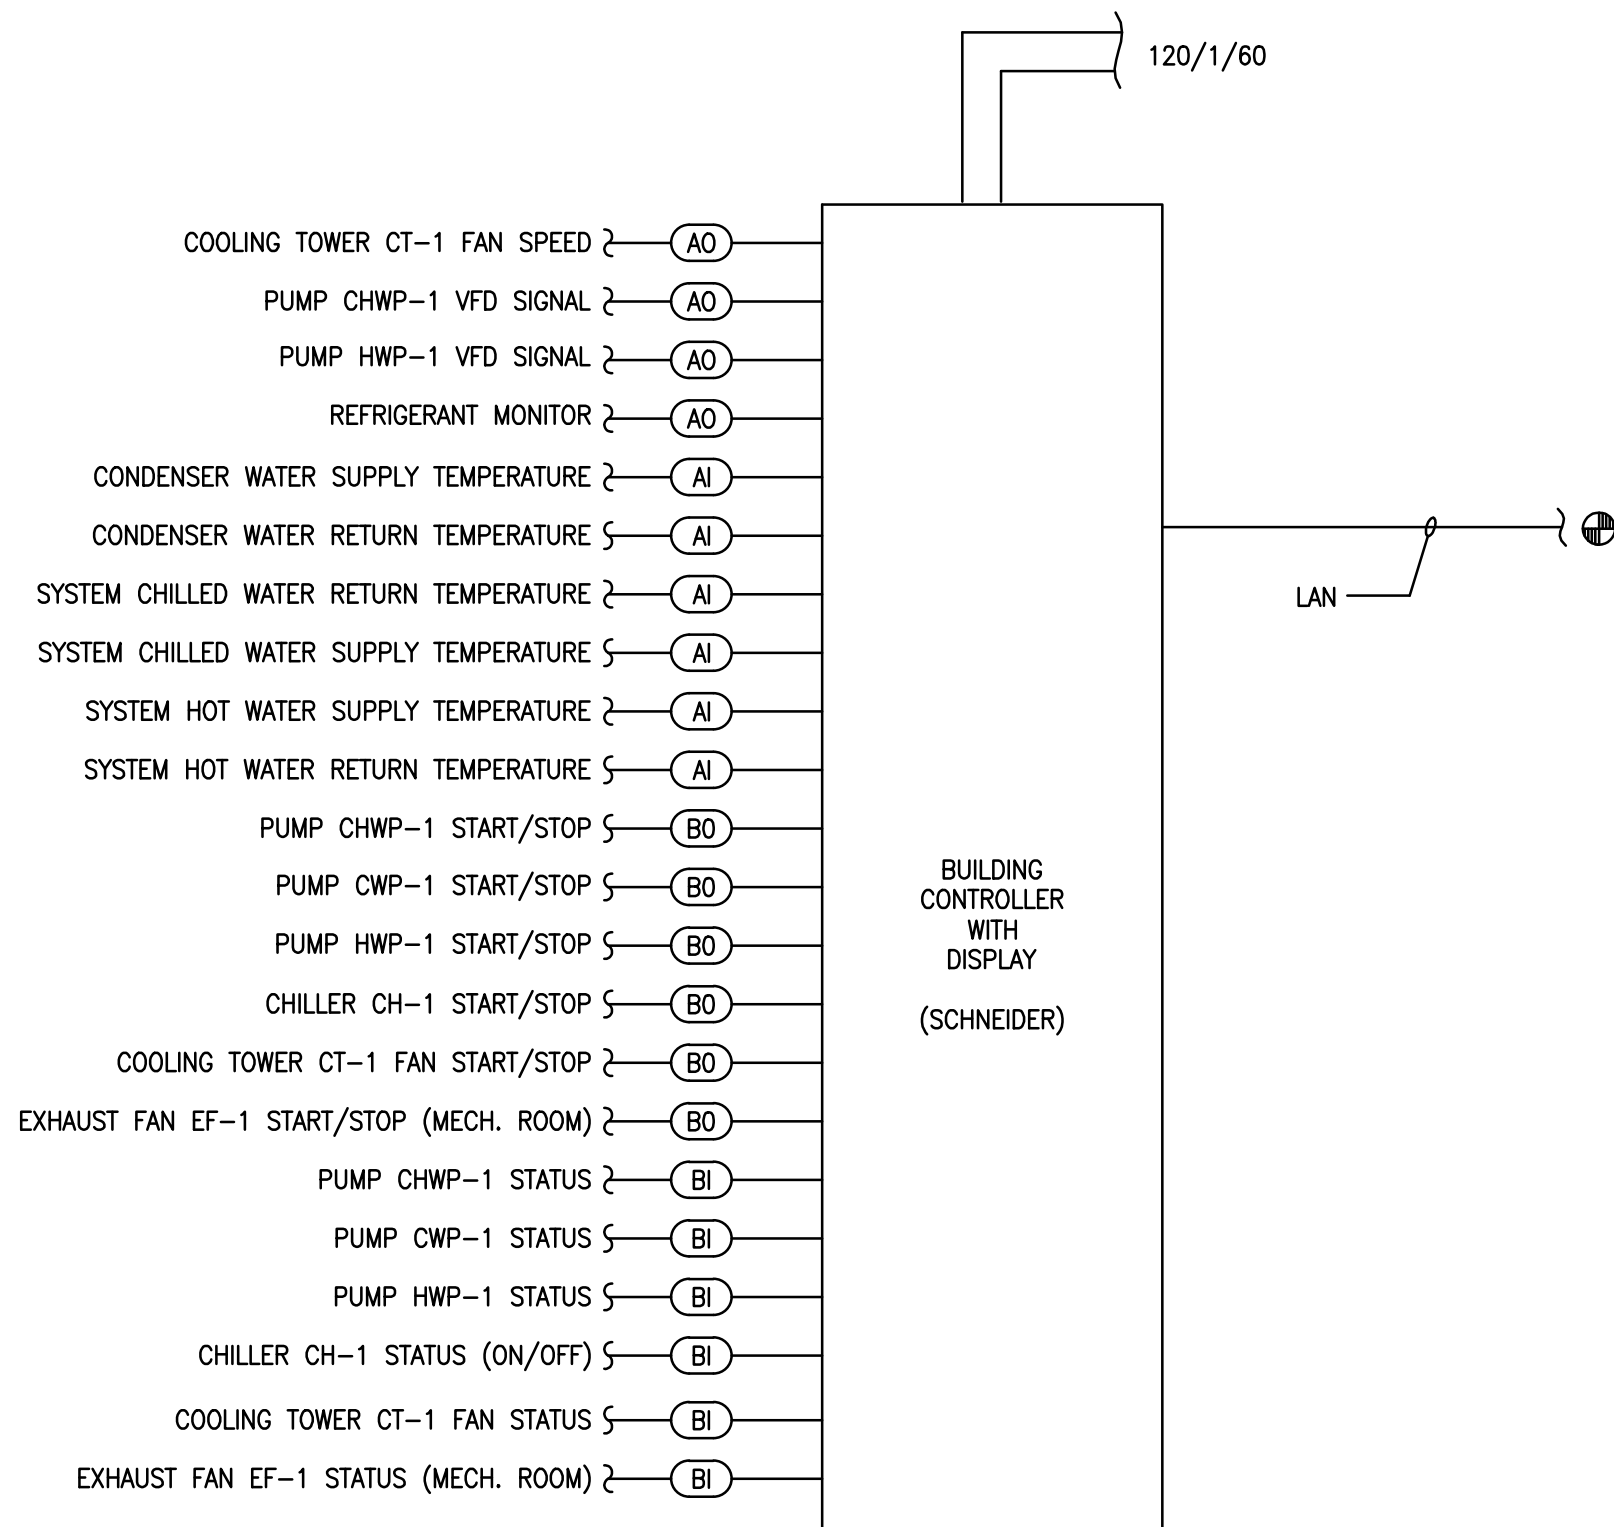 120/1/60
COOLING TOWER CT-1 FAN SPEED AO
PUMP CHWP-1 VFD SIGNAL AO
PUMP HWP-1 VFD SIGNAL AO
REFRIGERANT MONITOR AO
CONDENSER WATER SUPPLY TEMPERATURE AI
CONDENSER WATER RETURN TEMPERATURE AI
SYSTEM CHILLED WATER RETURN TEMPERATURE AI
SYSTEM CHILLED WATER SUPPLY TEMPERATURE AI
SYSTEM HOT WATER SUPPLY TEMPERATURE AI
SYSTEM HOT WATER RETURN TEMPERATURE AI
PUMP CHWP-1 START/STOP BO
PUMP CWP-1 START/STOP BO
PUMP HWP-1 START/STOP BO
CHILLER CH-1 START/STOP BO
COOLING TOWER CT-1 FAN START/STOP BO
EXHAUST FAN EF-1 START/STOP (MECH. ROOM) BO
PUMP CHWP-1 STATUS BI
PUMP CWP-1 STATUS BI
PUMP HWP-1 STATUS BI
CHILLER CH-1 STATUS (ON/OFF) BI
COOLING TOWER CT-1 FAN STATUS BI
EXHAUST FAN EF-1 STATUS (MECH. ROOM) BI
BUILDING
CONTROLLER
WITH
DISPLAY
(SCHNEIDER)
LAN